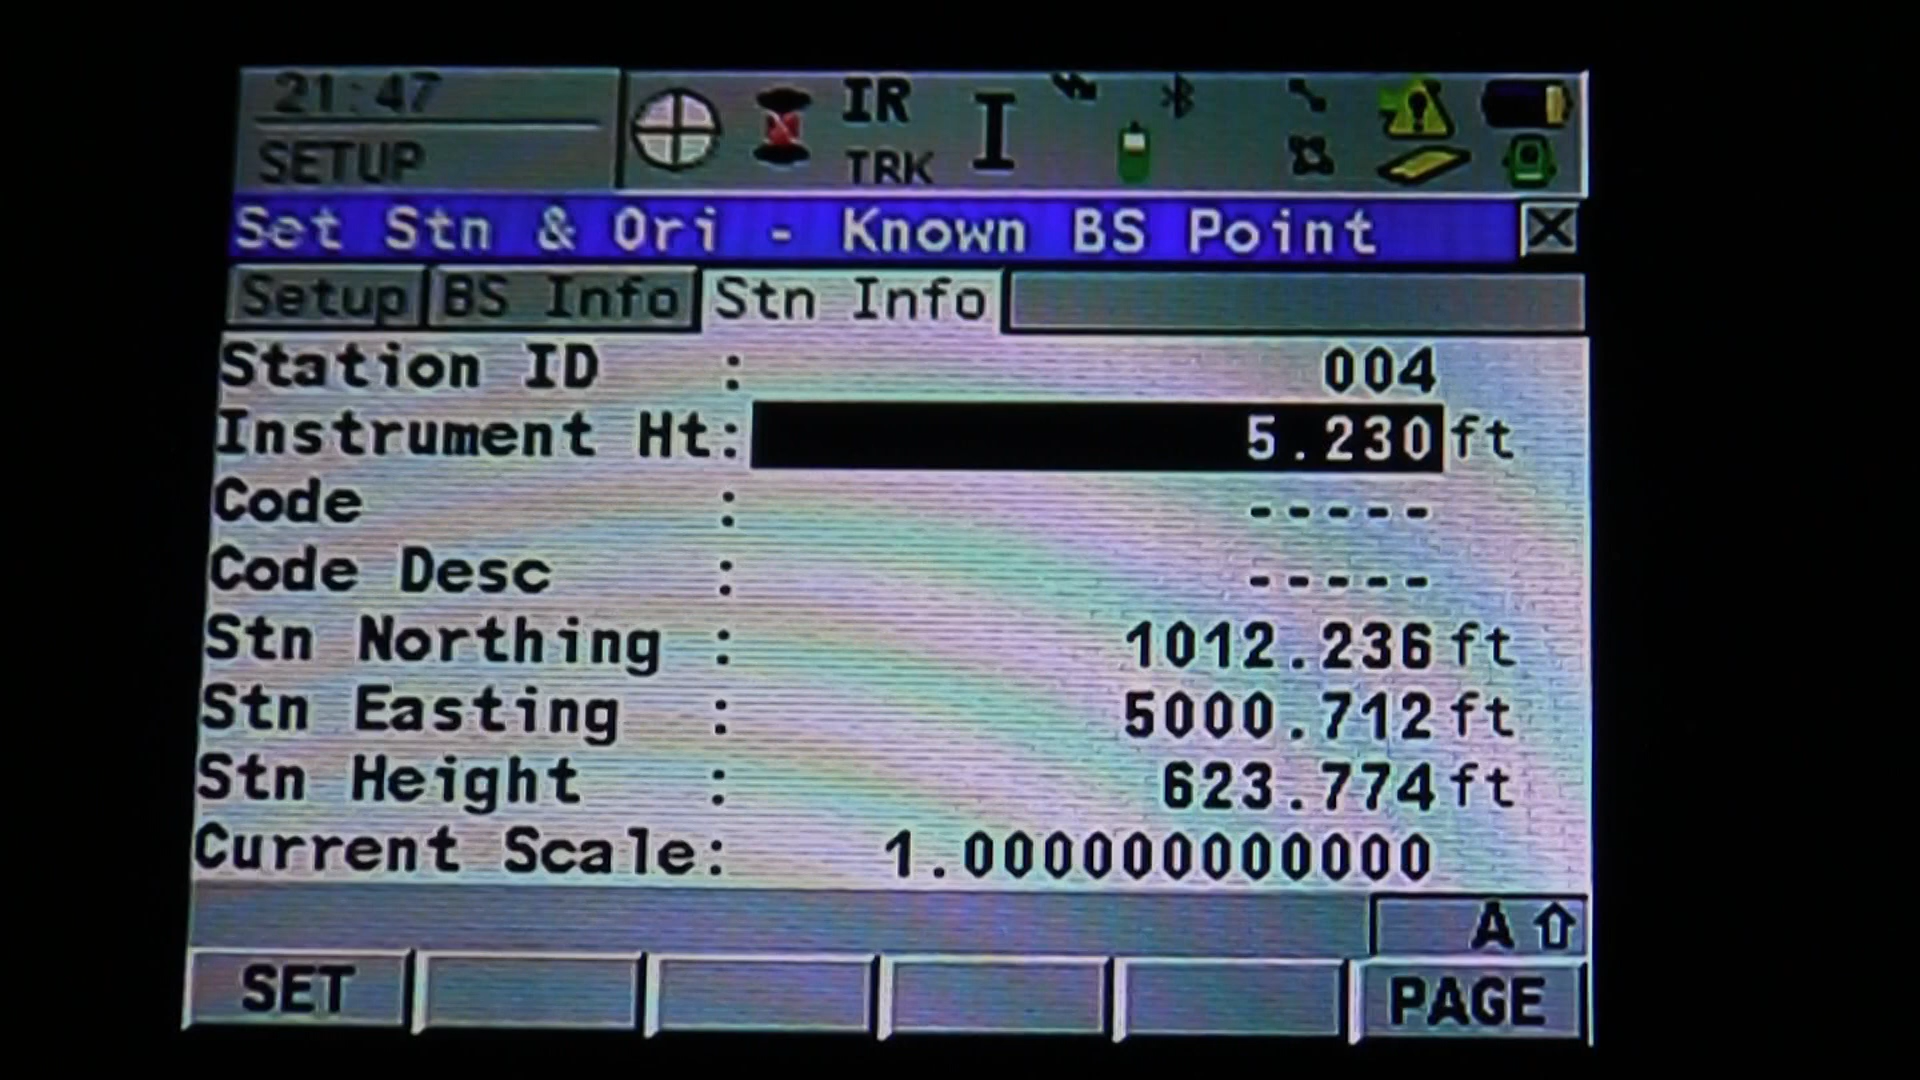 21:47
SETUP
IR
TRK
I
Set Stn & Ori - Known BS Point
Setup BS Info Stn Info
Station ID : 004
Instrument Ht: 5.230 ft
Code : -----
Code Desc : -----
Stn Northing : 1012.236 ft
Stn Easting : 5000.712 ft
Stn Height : 623.774 ft
Current Scale: 1.000000000000
A
SET PAGE